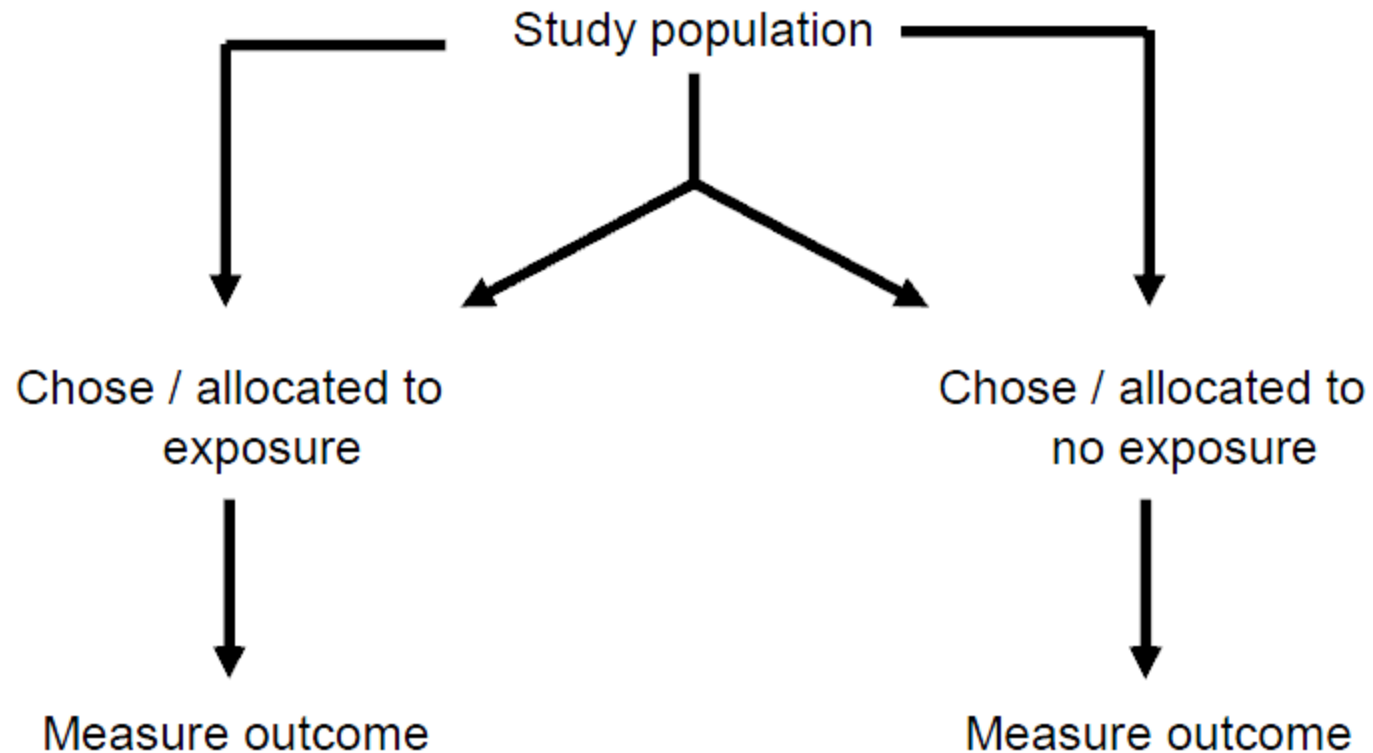 Study population
Chose / allocated to
exposure
Chose / allocated to
no exposure
Measure outcome
Measure outcome